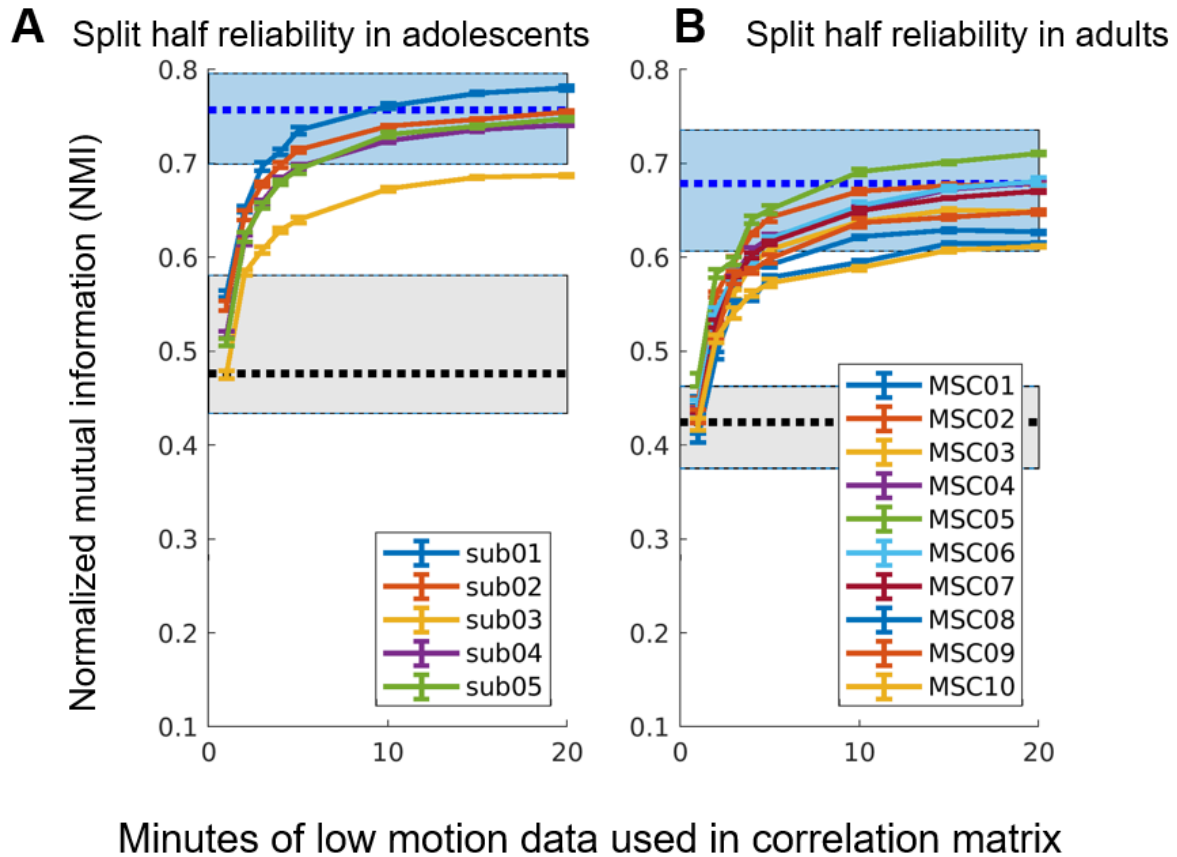 A Split half reliability in adolescents
B Split half reliability in adults
Normalized mutual information (NMI)
0.8
0.7
0.6
0.5
0.4
0.3
0.2
0.1
0
10
20
sub01
sub02
sub03
sub04
sub05
0.8
0.7
0.6
0.5
0.4
0.3
0.2
0.1
0
10
20
MSC01
MSC02
MSC03
MSC04
MSC05
MSC06
MSC07
MSC08
MSC09
MSC10
Minutes of low motion data used in correlation matrix